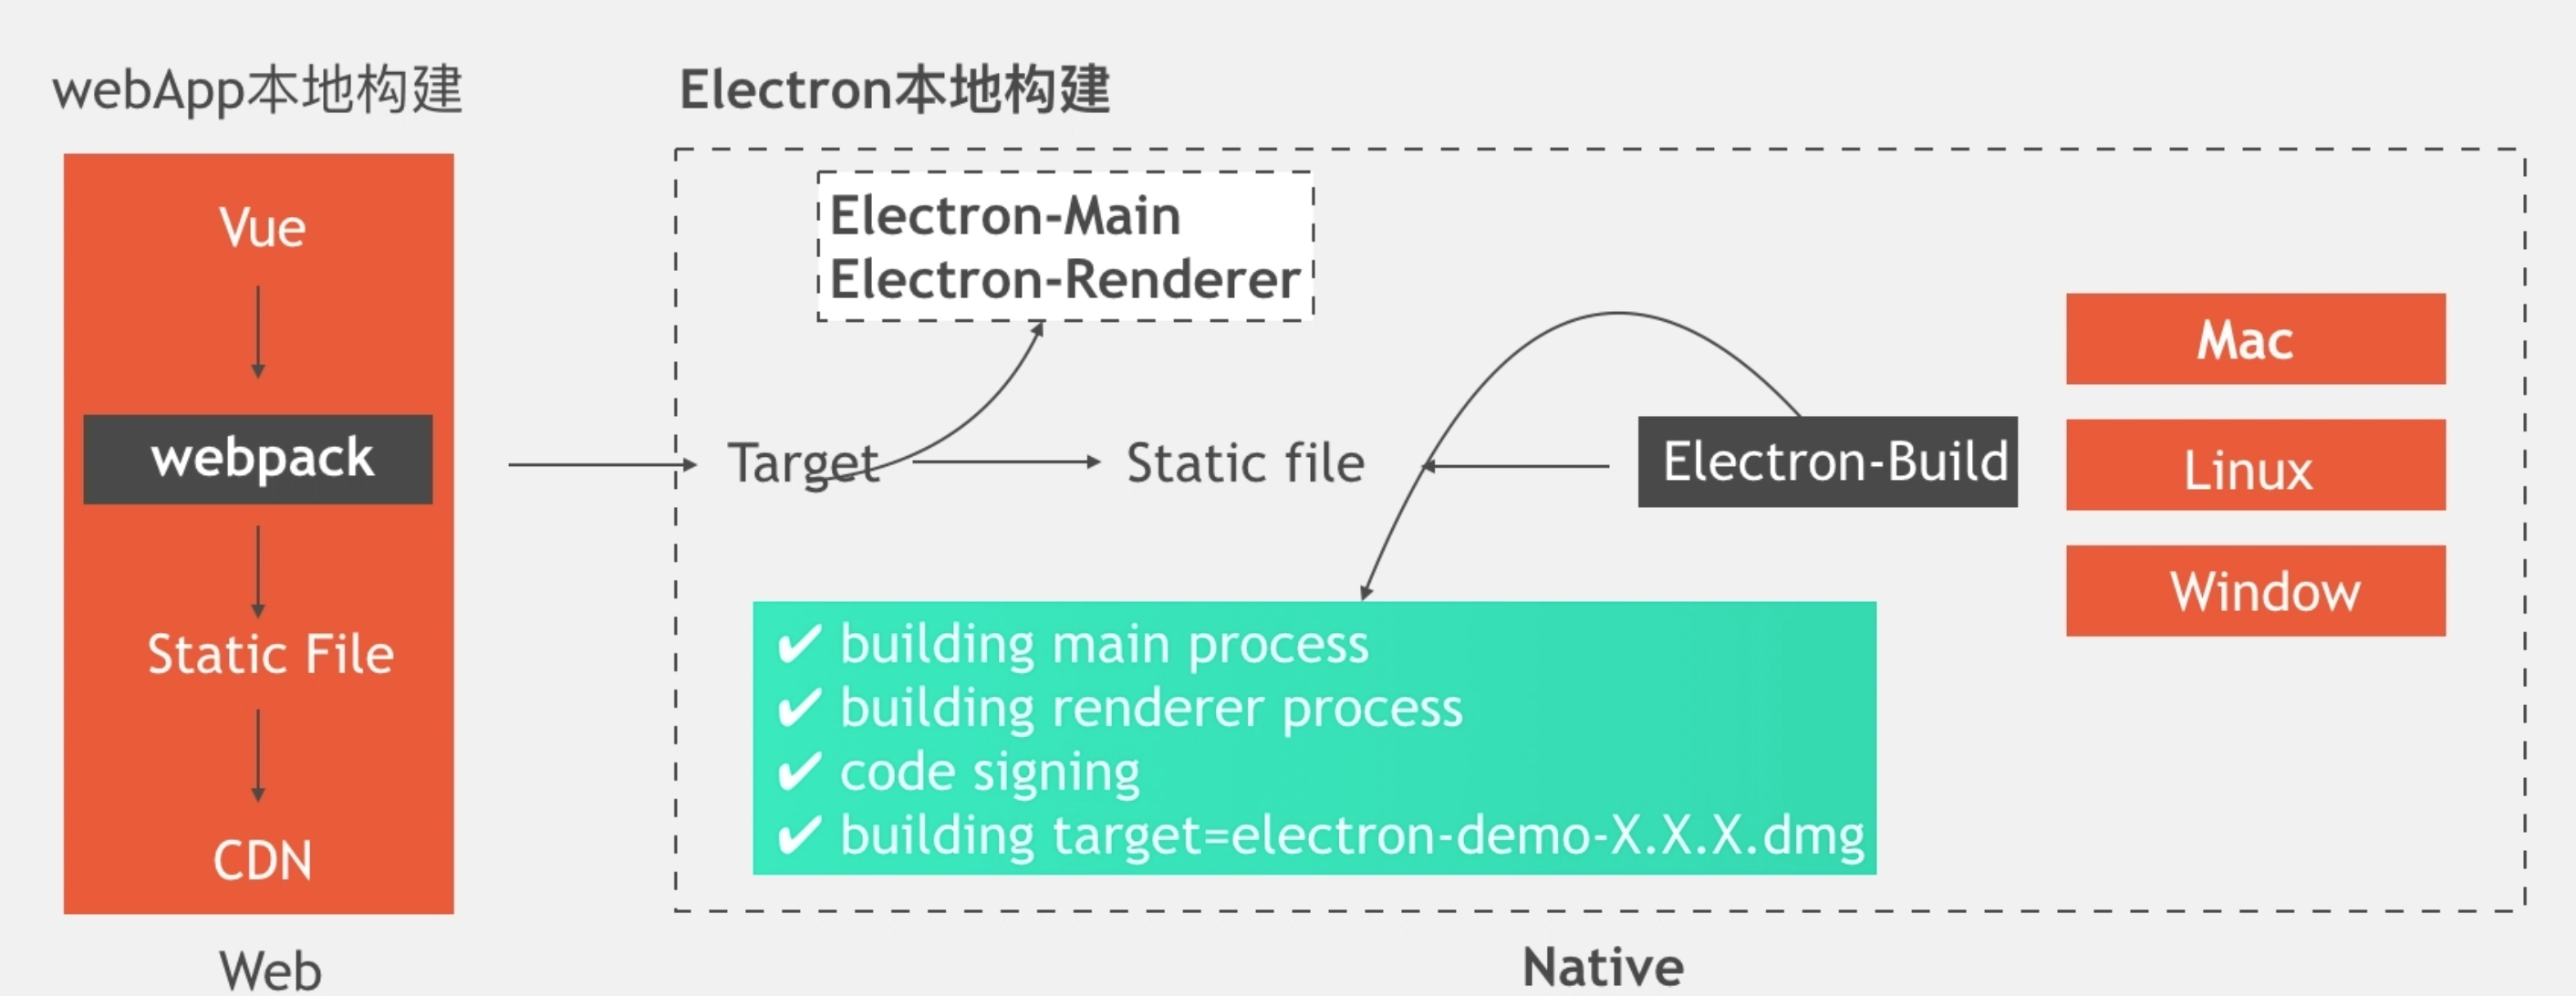 webApp本地构建
Vue
webpack
Static File
CDN
Web
Electron本地构建
Electron-Main
Electron-Renderer
Target
Static file
Electron-Build
Mac
Linux
Window
✔ building main process
✔ building renderer process
✔ code signing
✔ building target=electron-demo-X.X.X.dmg
Native